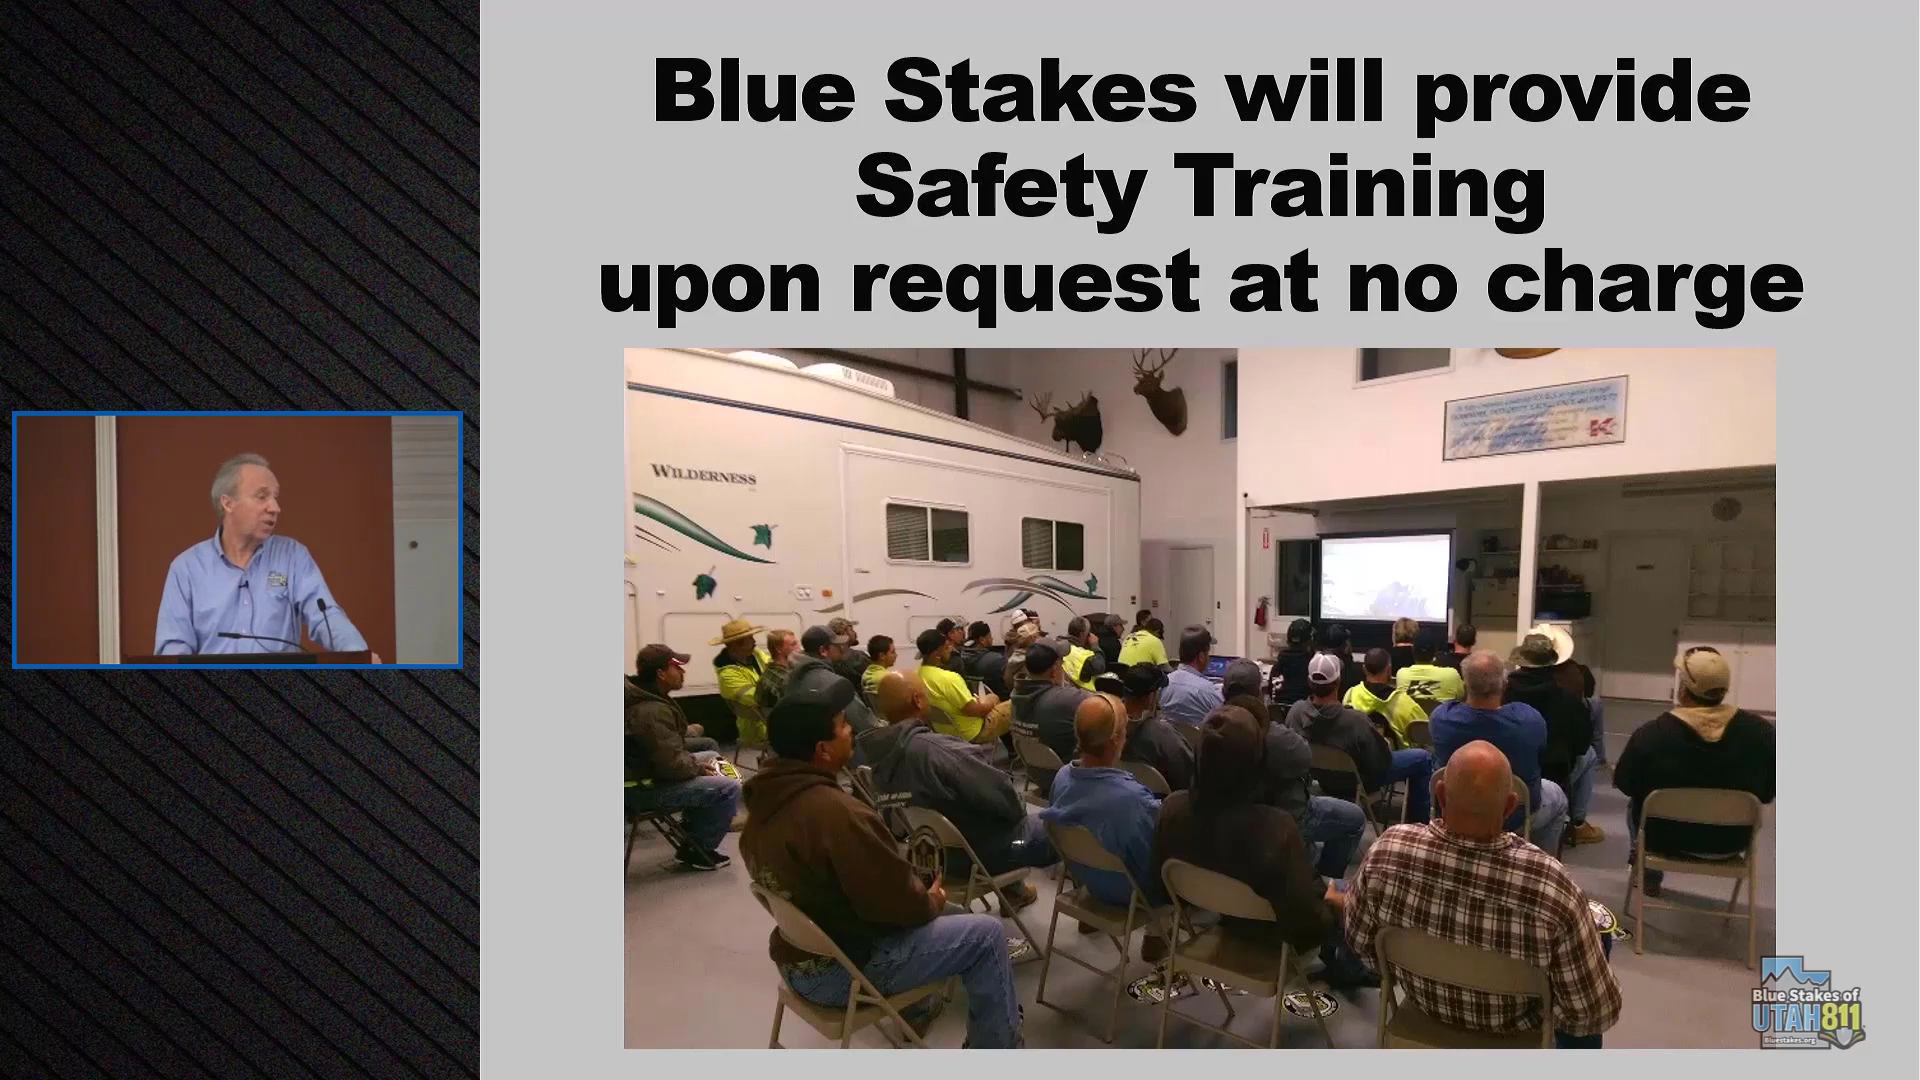 Blue Stakes will provide
Safety Training
upon request at no charge
WILDERNESS
K
Blue Stakes of
UTAH811
Bluestakes.org